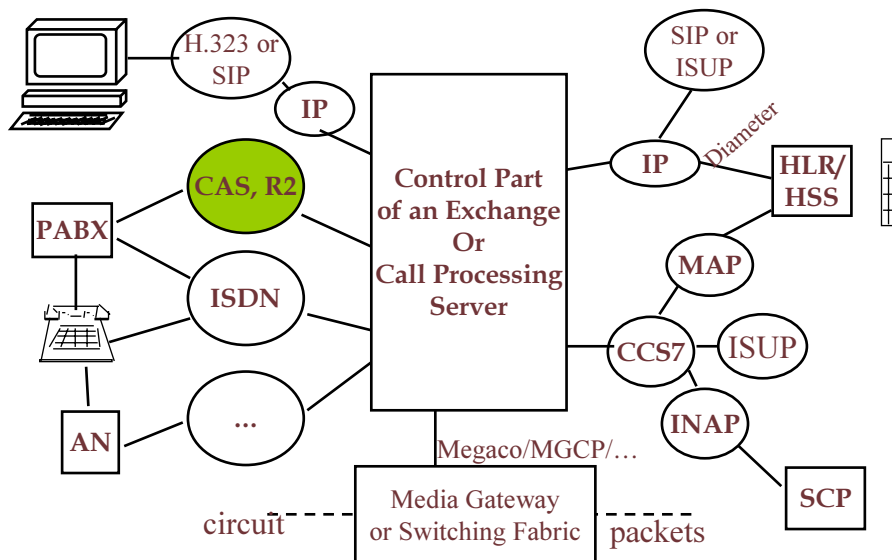 H.323 or
SIP
IP
SIP or
ISUP
IP
Diameter
HLR/
HSS
CAS, R2
PABX
ISDN
Control Part
of an Exchange
Or
Call Processing
Server
MAP
CCS7
ISUP
INAP
AN
...
Megaco/MGCP/…
Media Gateway
or Switching Fabric
circuit
packets
SCP